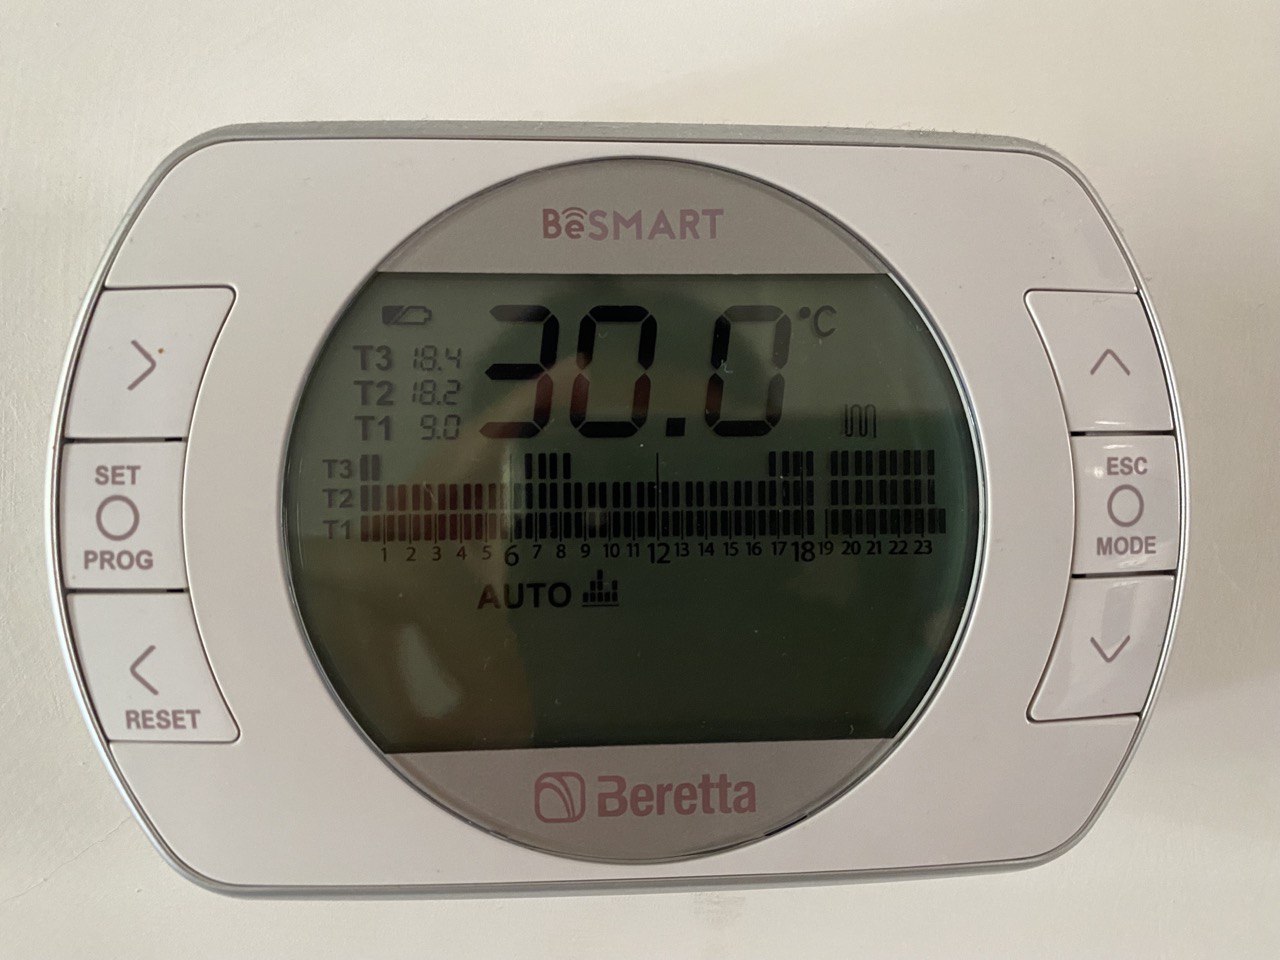 BeSMART
30.0 °C
T3 18.4
T2 18.2
T1 9.0
T3
T2
T1
1 2 3 4 5 6 7 8 9 10 11 12 13 14 15 16 17 18 19 20 21 22 23
AUTO
SET
PROG
RESET
ESC
MODE
Beretta